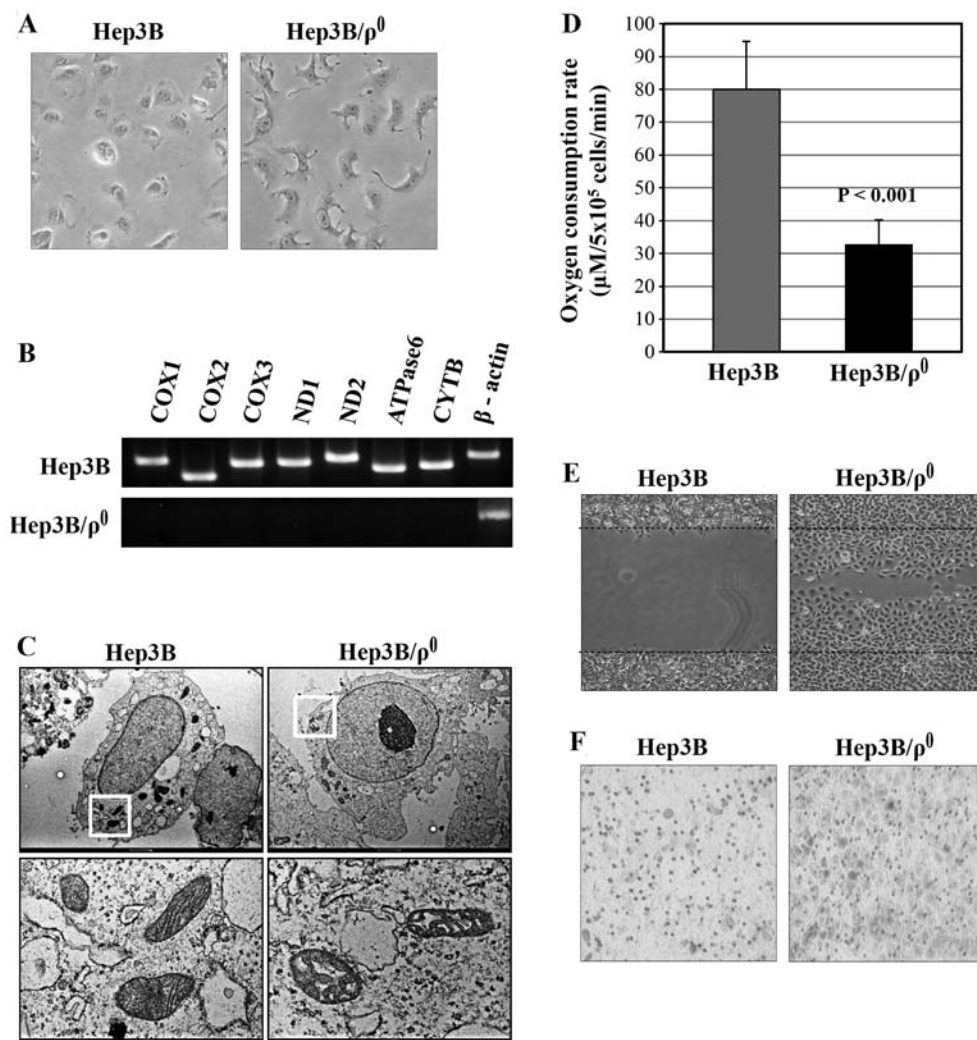 A
Hep3B
Hep3B/ρ⁰
B
COX1
COX2
COX3
ND1
ND2
ATPase6
CYTB
β - actin
Hep3B
Hep3B/ρ⁰
C
Hep3B
Hep3B/ρ⁰
D
Oxygen consumption rate
(μM/5x10⁵ cells/min)
100
90
80
70
60
50
40
30
20
10
0
P < 0.001
Hep3B
Hep3B/ρ⁰
E
Hep3B
Hep3B/ρ⁰
F
Hep3B
Hep3B/ρ⁰